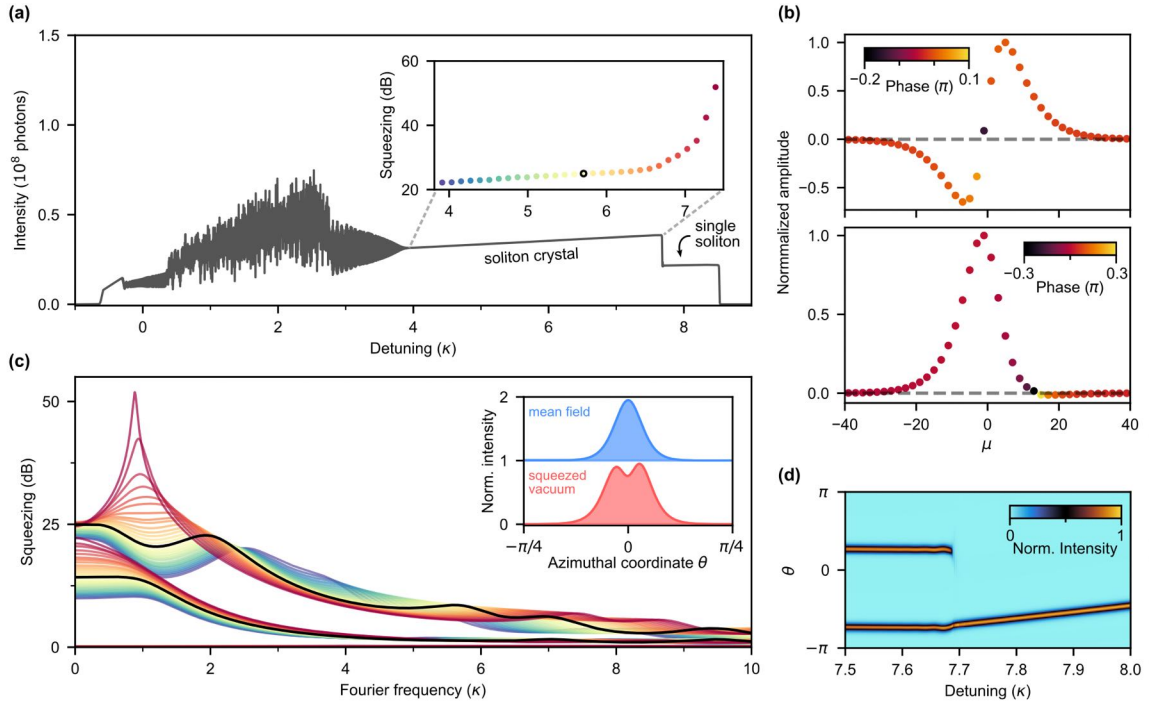 (a)
1.5
1.0
0.5
0.0
Intensity (10⁸ photons)
0
2
4
6
8
Detuning (κ)
60
40
20
Squeezing (dB)
4
5
6
7
soliton crystal
single
soliton
(b)
1.0
0.5
0.0
−0.5
−0.2
0.1
Phase (π)
Normmalized amplitude
1.0
0.5
0.0
−0.3
0.3
Phase (π)
−40
−20
0
20
40
μ
(c)
50
25
0
Squeezing (dB)
0
2
4
6
8
10
Fourier frequency (κ)
2
1
0
Norm. intensity
mean field
squeezed
vacuum
−π/4
0
π/4
Azimuthal coordinate θ
(d)
π
0
−π
θ
0
1
Norm. Intensity
7.5
7.6
7.7
7.8
7.9
8.0
Detuning (κ)